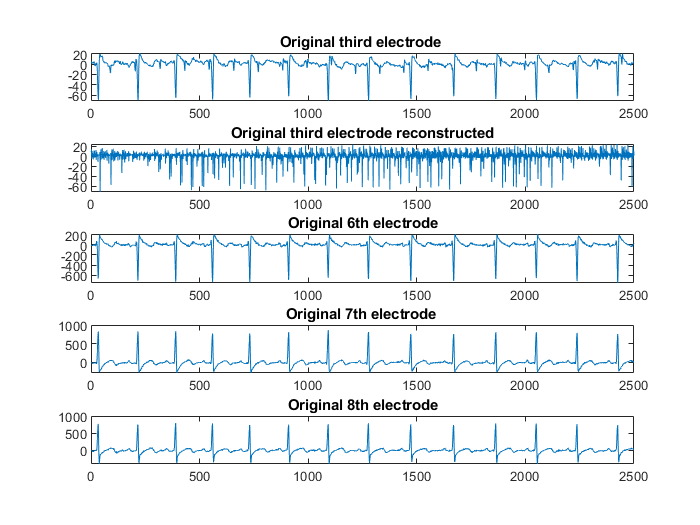 Original third electrode
20
0
-20
-40
-60
0 500 1000 1500 2000 2500
Original third electrode reconstructed
20
0
-20
-40
-60
0 500 1000 1500 2000 2500
Original 6th electrode
200
0
-200
-400
-600
0 500 1000 1500 2000 2500
Original 7th electrode
1000
500
0
0 500 1000 1500 2000 2500
Original 8th electrode
1000
500
0
0 500 1000 1500 2000 2500